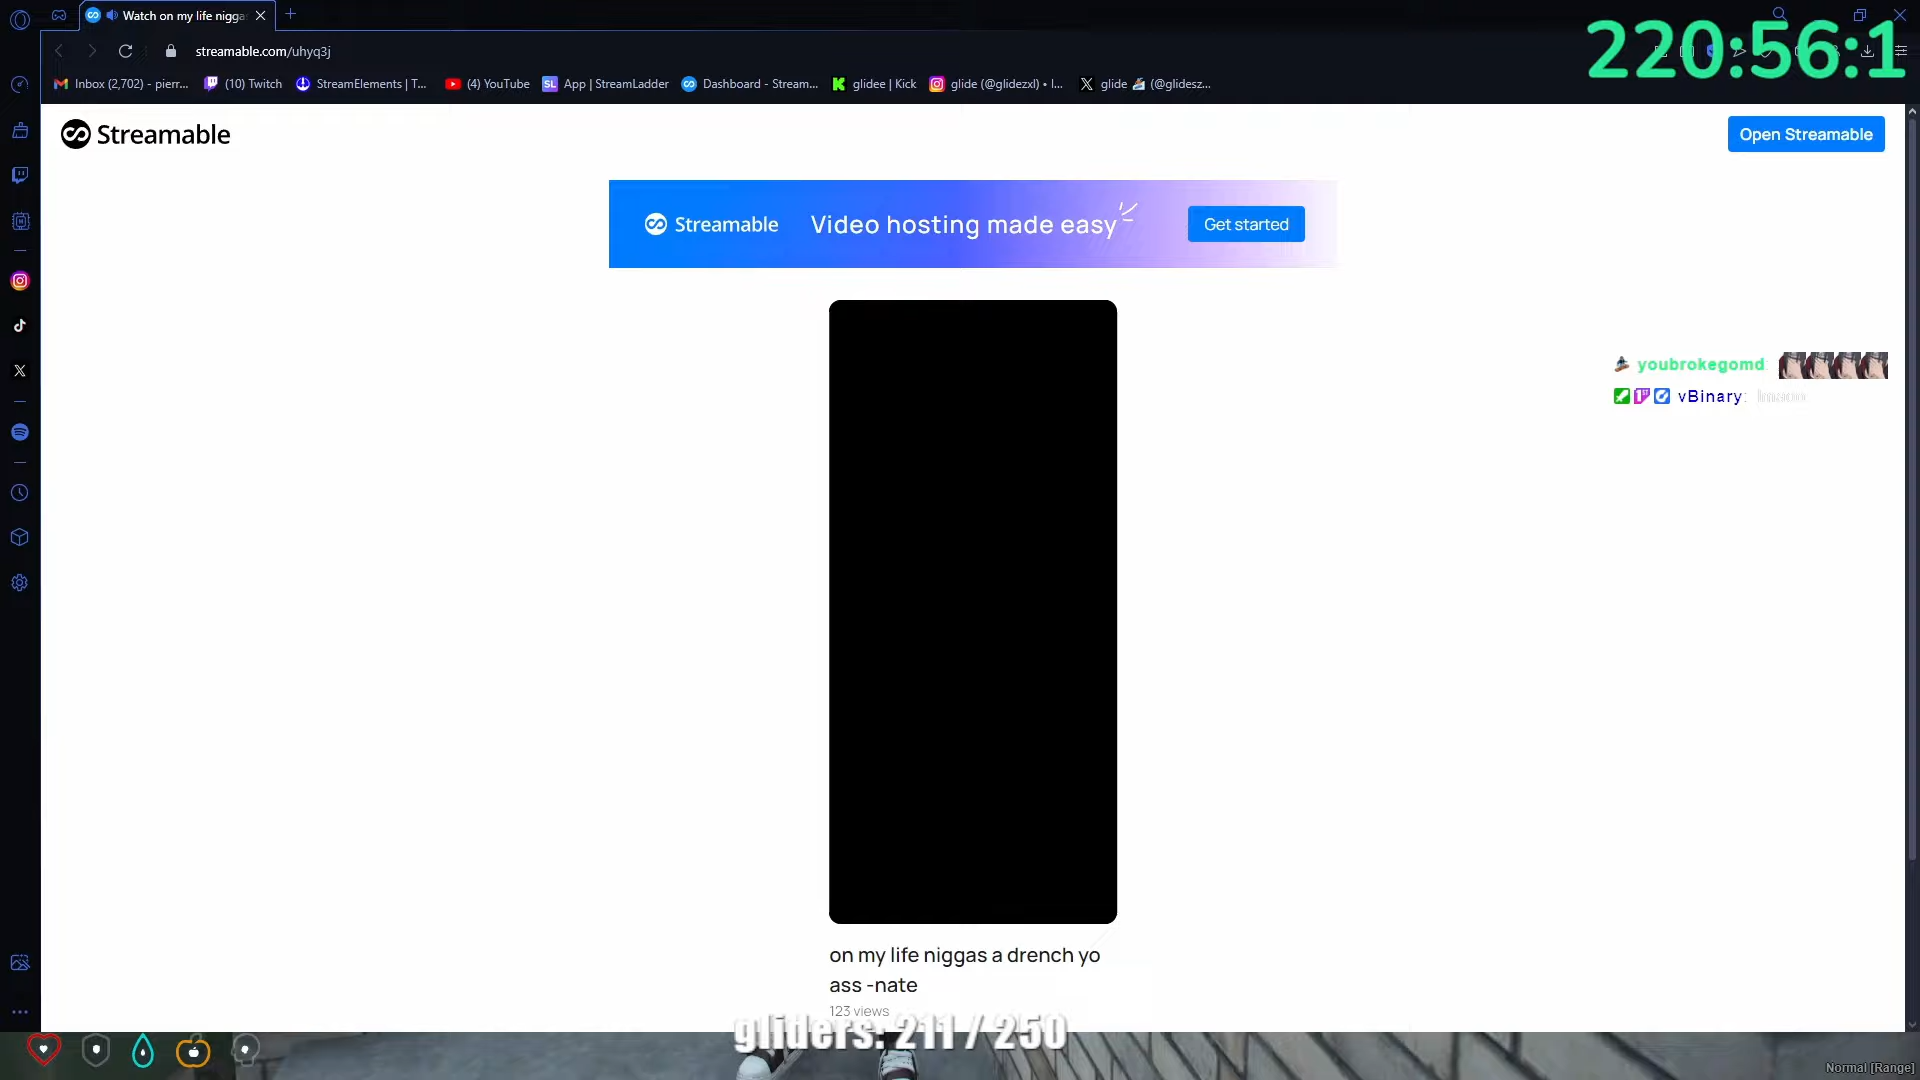 Watch on my life nigga
220:56:1
streamable.com/uhyq3j
Inbox (2,702) - pierr...
(10) Twitch
StreamElements | T...
(4) YouTube
SL
App | StreamLadder
Dashboard - Stream...
glidee | Kick
glide (@glidezxl) • I...
glide
(@glidesz...
Streamable
Open Streamable
Streamable
Video hosting made easy
Get started
youbrokegomd:
vBinary: lmaooo
on my life niggas a drench yo
ass -nate
123 views
gliders: 211 / 250
Normal [Range]